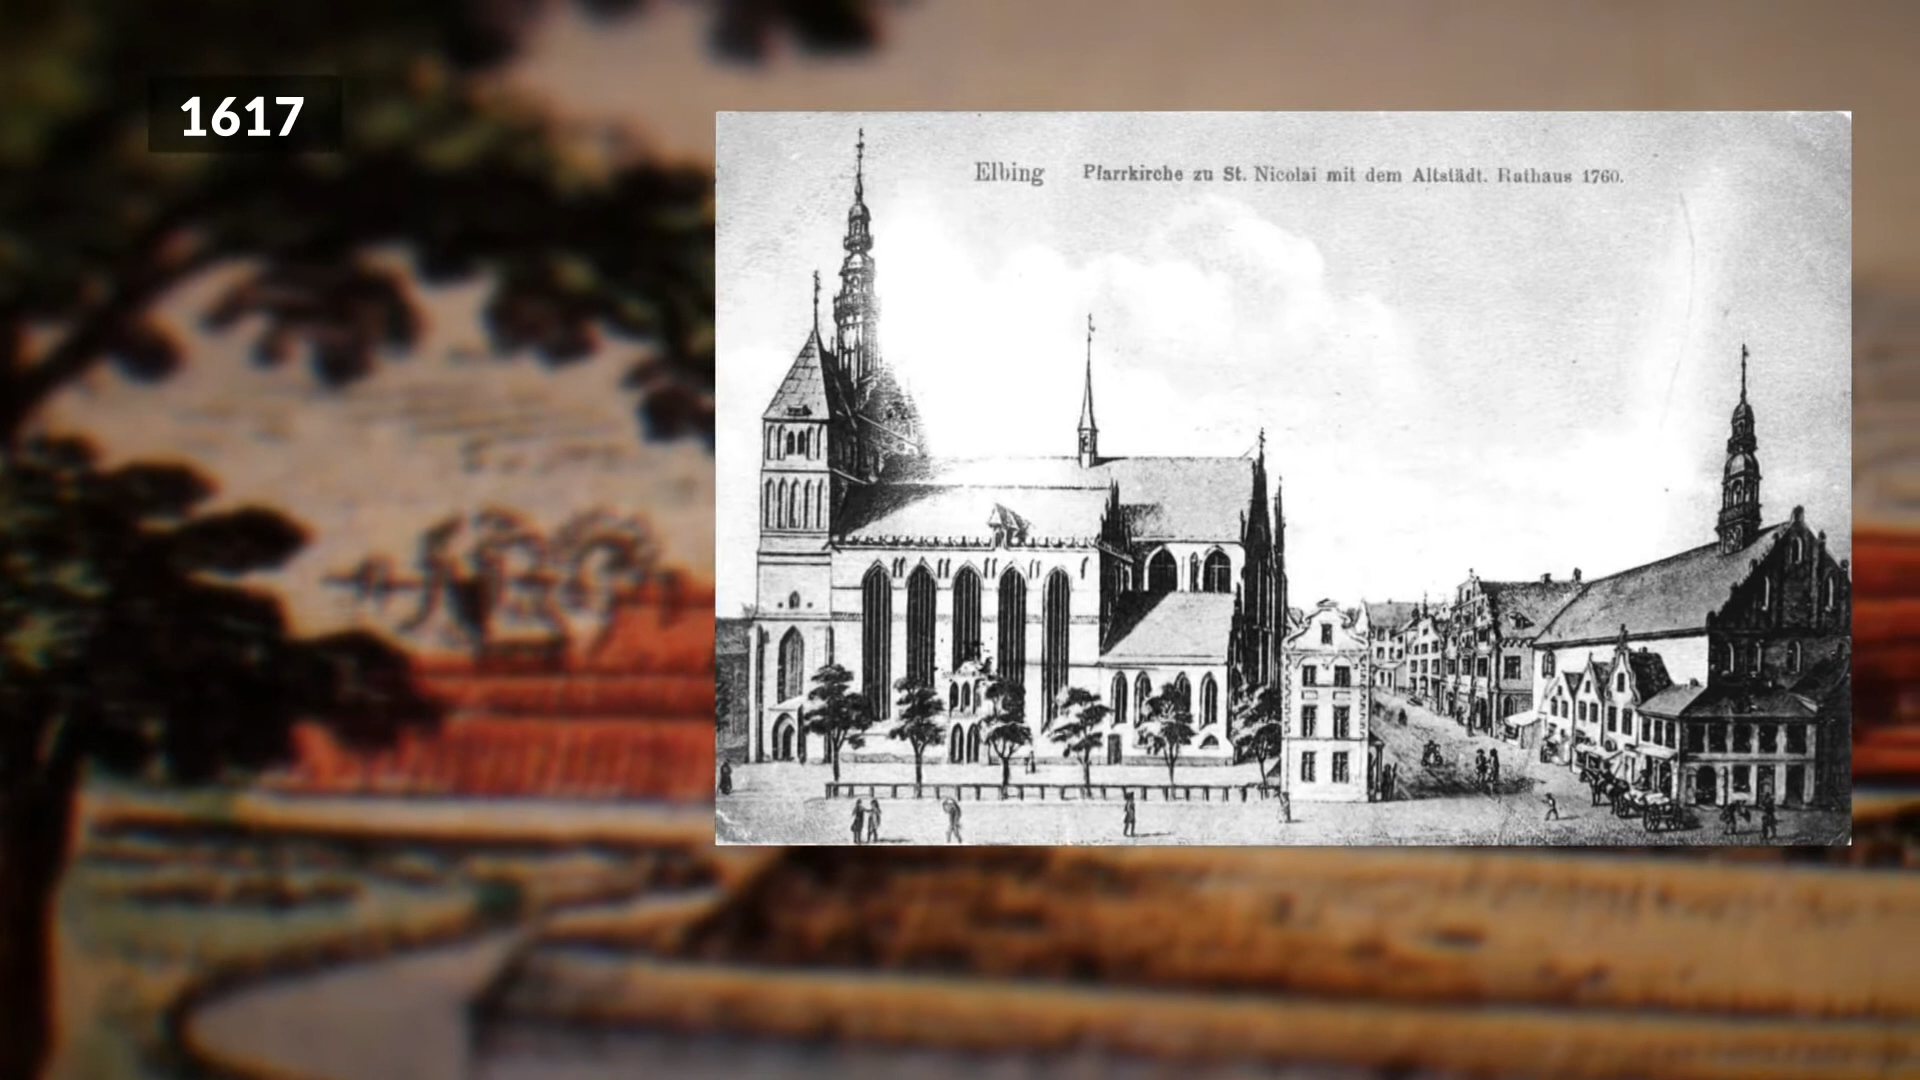 1617
Elbing Pfarrkirche zu St. Nicolai mit dem Altstädt. Rathaus 1760.